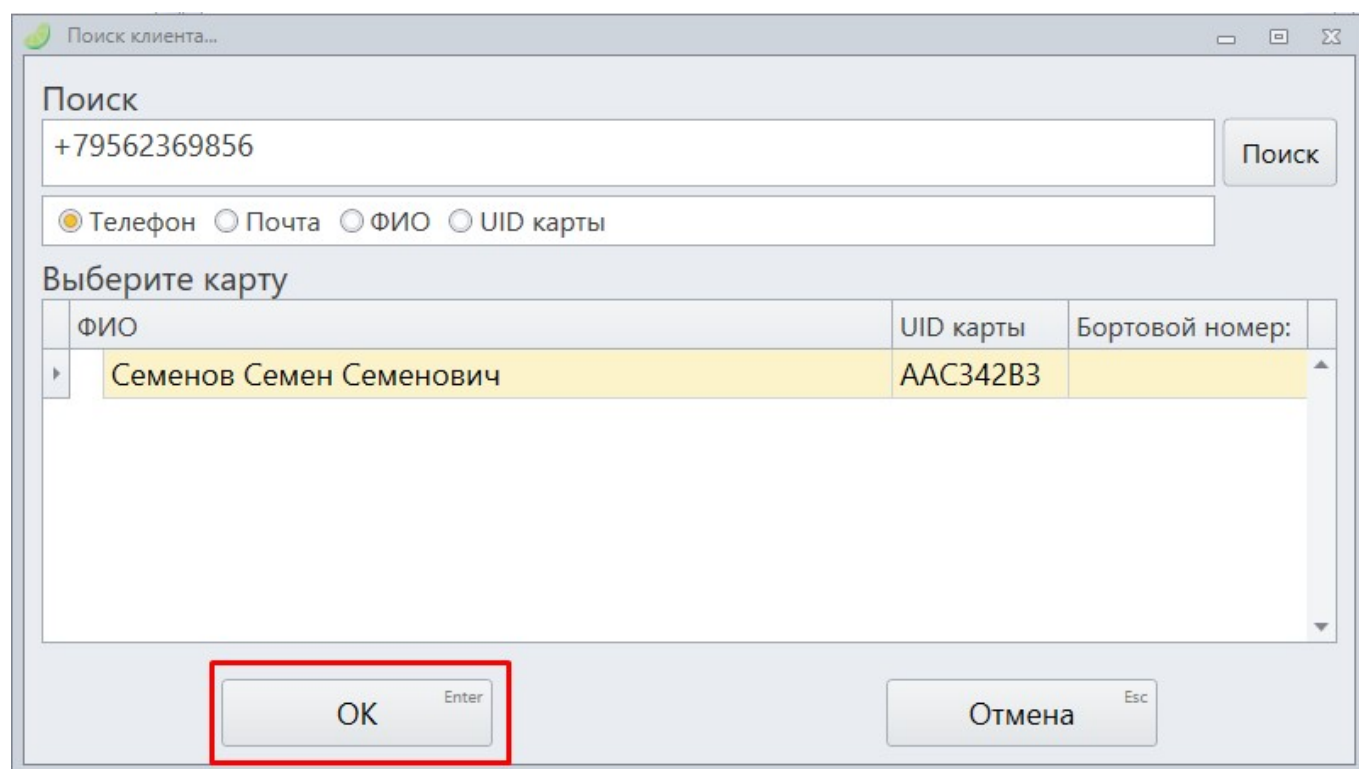 Поиск клиента...
Поиск
+79562369856
Поиск
Телефон Почта ФИО UID карты
Выберите карту
ФИО UID карты Бортовой номер:
Семенов Семен Семенович AAC342B3
OK Enter Отмена Esc